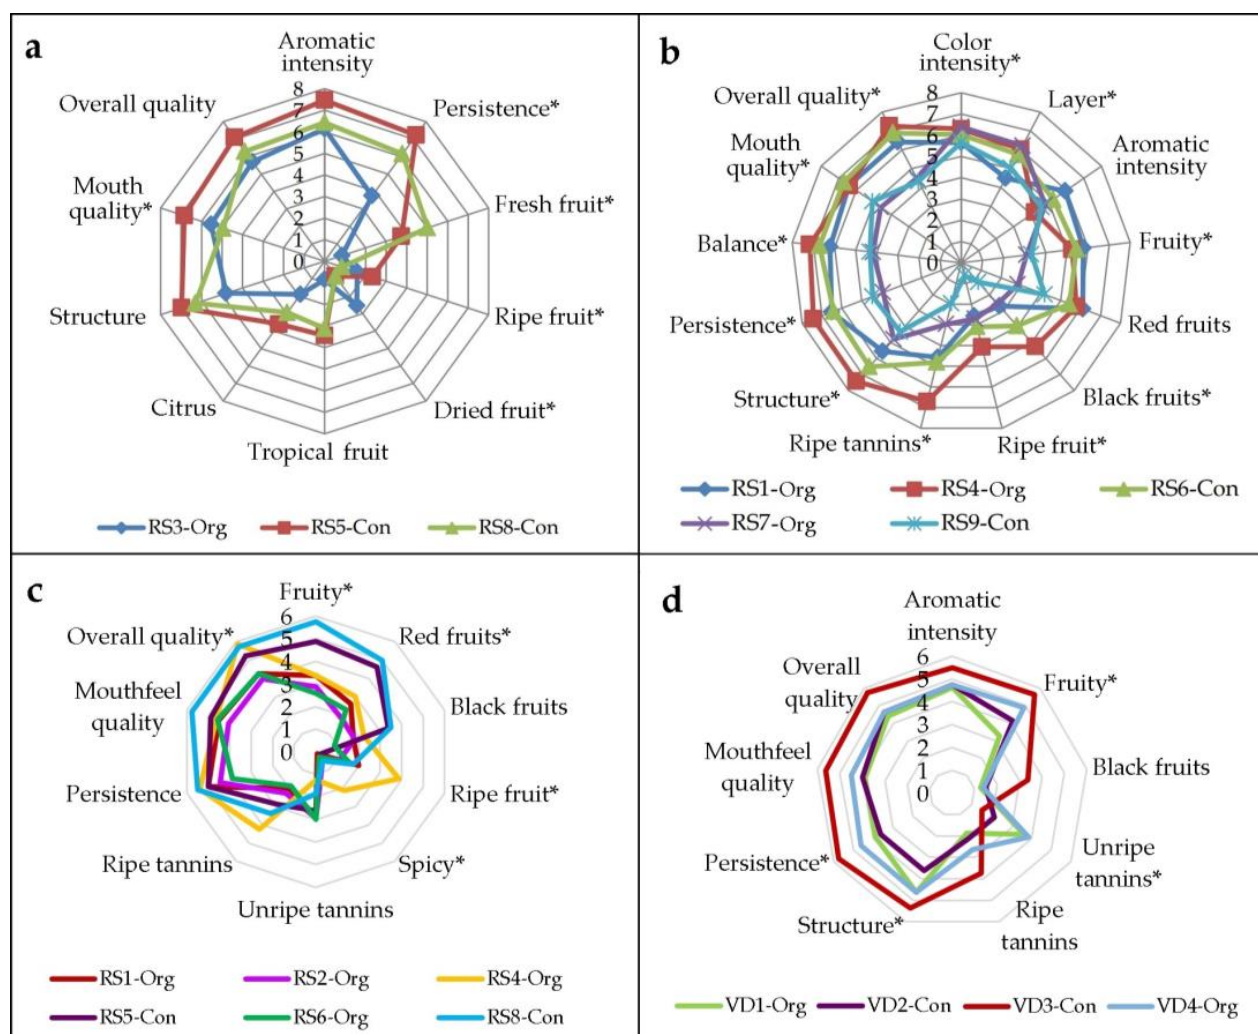 a
Aromatic
intensity
Persistence*
Fresh fruit*
Ripe fruit*
Dried fruit*
Tropical fruit
Citrus
Structure
Mouth
quality*
Overall quality
8
7
6
5
4
3
2
1
0
RS3-Org RS5-Con RS8-Con
b
Color
intensity*
Layer*
Aromatic
intensity
Fruity*
Red fruits
Black fruits*
Ripe fruit*
Ripe tannins*
Structure*
Persistence*
Balance*
Mouth
quality*
Overall quality*
8
7
6
5
4
3
2
1
0
RS1-Org RS4-Org RS6-Con
RS7-Org RS9-Con
c
Fruity*
Red fruits*
Black fruits
Ripe fruit*
Spicy*
Unripe tannins
Ripe tannins
Persistence
Mouthfeel
quality
Overall quality*
6
5
4
3
2
1
0
RS1-Org RS2-Org RS4-Org
RS5-Con RS6-Org RS8-Con
d
Aromatic
intensity
Fruity*
Black fruits
Unripe
tannins*
Ripe
tannins
Structure*
Persistence*
Mouthfeel
quality
Overall
quality
6
5
4
3
2
1
0
VD1-Org VD2-Con VD3-Con VD4-Org